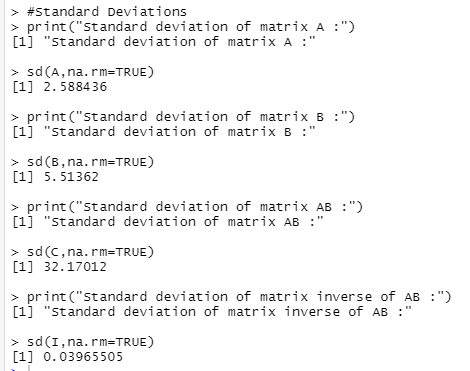 > #Standard Deviations
> print("Standard deviation of matrix A :")
[1] "Standard deviation of matrix A :"
> sd(A,na.rm=TRUE)
[1] 2.588436
> print("Standard deviation of matrix B :")
[1] "Standard deviation of matrix B :"
> sd(B,na.rm=TRUE)
[1] 5.51362
> print("Standard deviation of matrix AB :")
[1] "Standard deviation of matrix AB :"
> sd(C,na.rm=TRUE)
[1] 32.17012
> print("Standard deviation of matrix inverse of AB :")
[1] "Standard deviation of matrix inverse of AB :"
> sd(I,na.rm=TRUE)
[1] 0.03965505
>